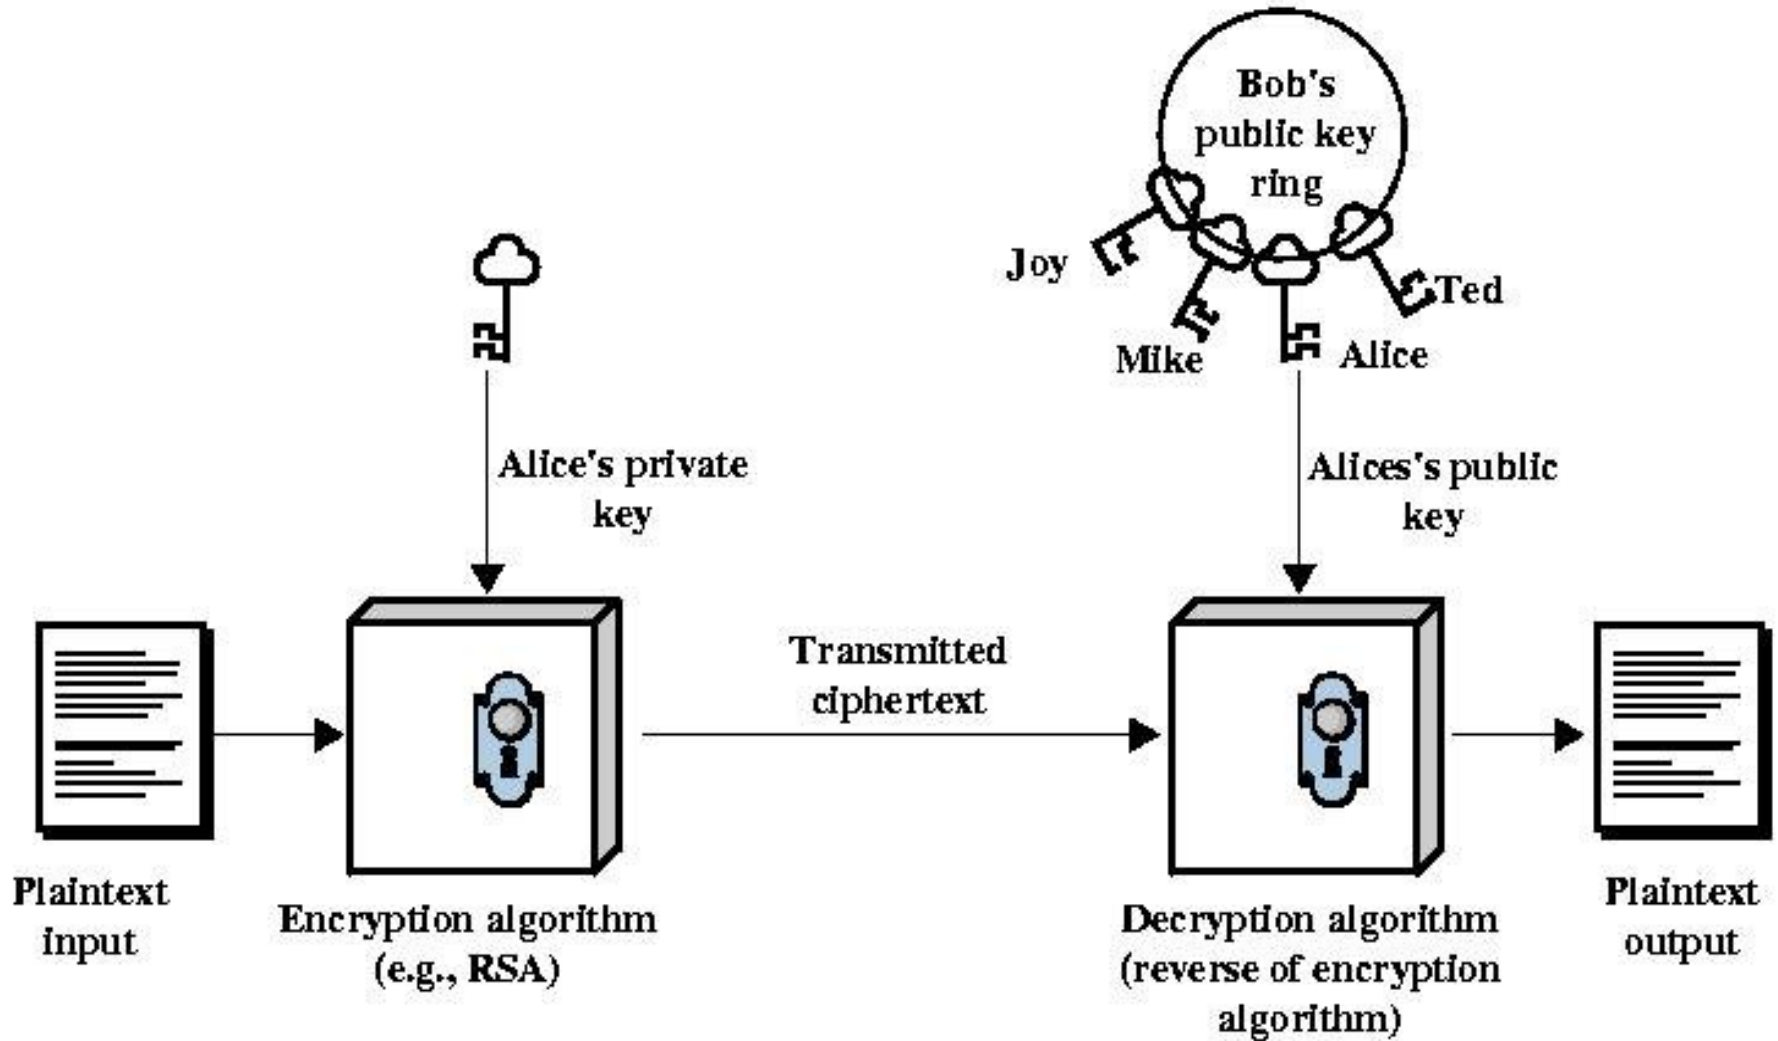 Bob's
public key
ring
Joy
Ted
Mike
Alice
Alice's private
key
Alices's public
key
Transmitted
ciphertext
Plaintext
input
Encryption algorithm
(e.g., RSA)
Decryption algorithm
(reverse of encryption
algorithm)
Plaintext
output